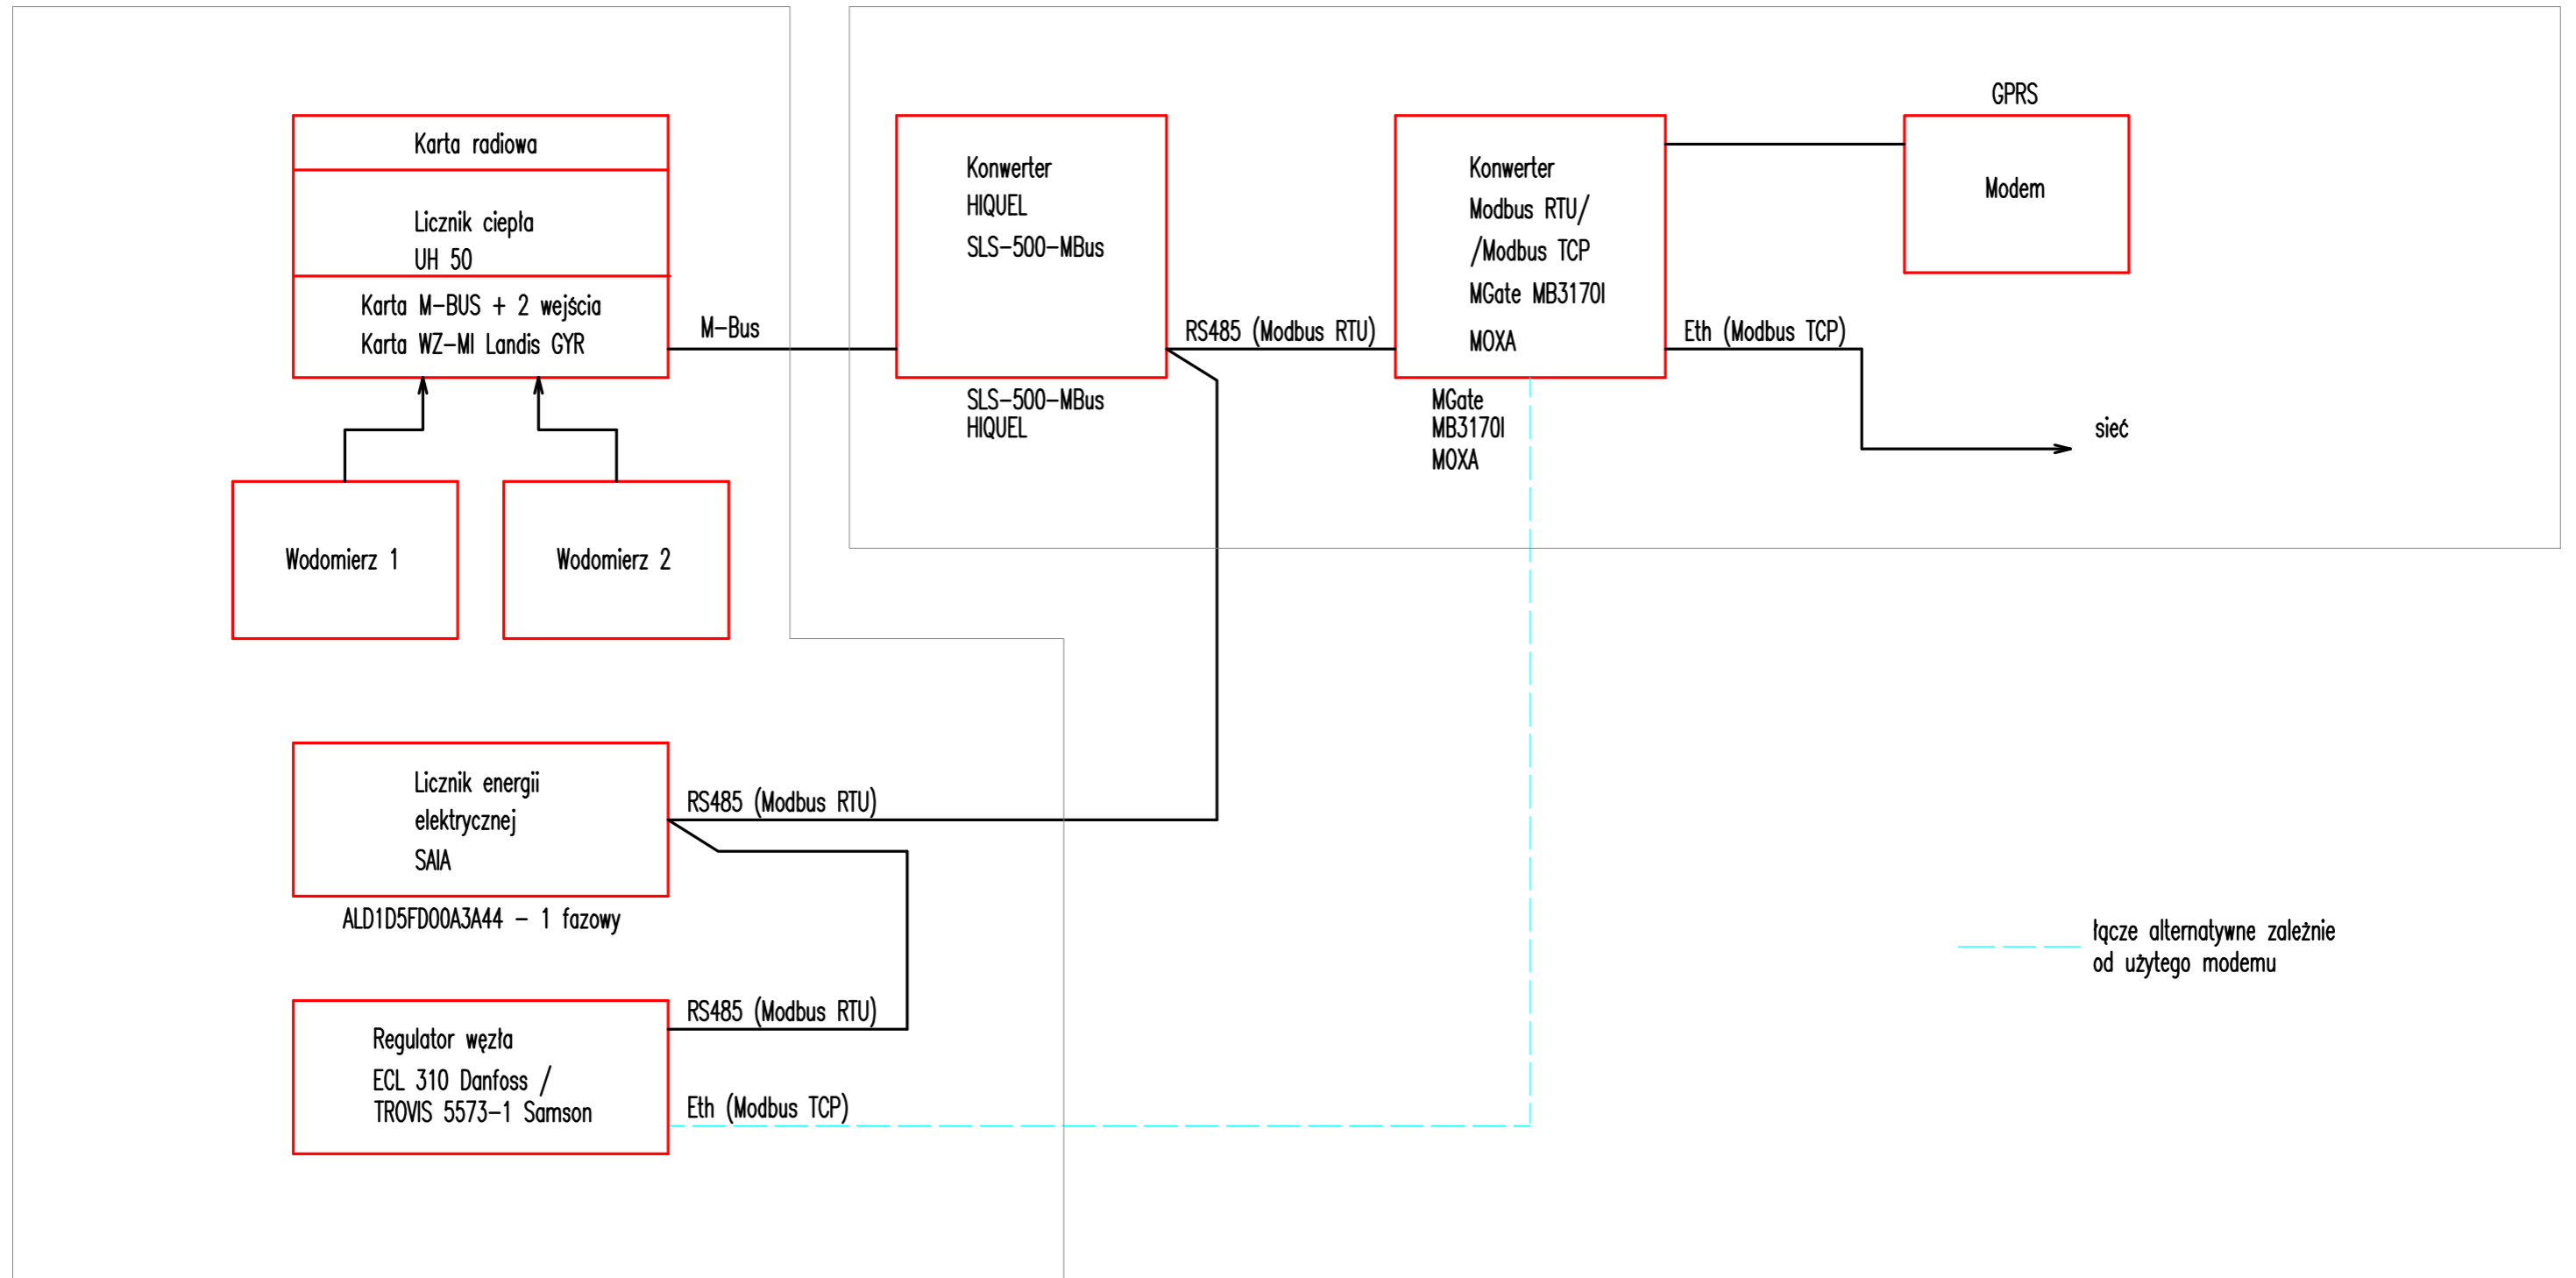 Karta radiowa
Licznik ciepła
UH 50
Karta M-BUS + 2 wejścia
Karta WZ-MI Landis GYR
M-Bus
Wodomierz 1
Wodomierz 2
Konwerter
HIQUEL
SLS-500-MBus
SLS-500-MBus
HIQUEL
RS485 (Modbus RTU)
Konwerter
Modbus RTU/
/Modbus TCP
MGate MB3170I
MOXA
MGate
MB3170I
MOXA
GPRS
Modem
Eth (Modbus TCP)
sieć
Licznik energii
elektrycznej
SAIA
ALD1D5FD00A3A44 - 1 fazowy
RS485 (Modbus RTU)
Regulator węzła
ECL 310 Danfoss /
TROVIS 5573-1 Samson
RS485 (Modbus RTU)
Eth (Modbus TCP)
łącze alternatywne zależnie
od użytego modemu